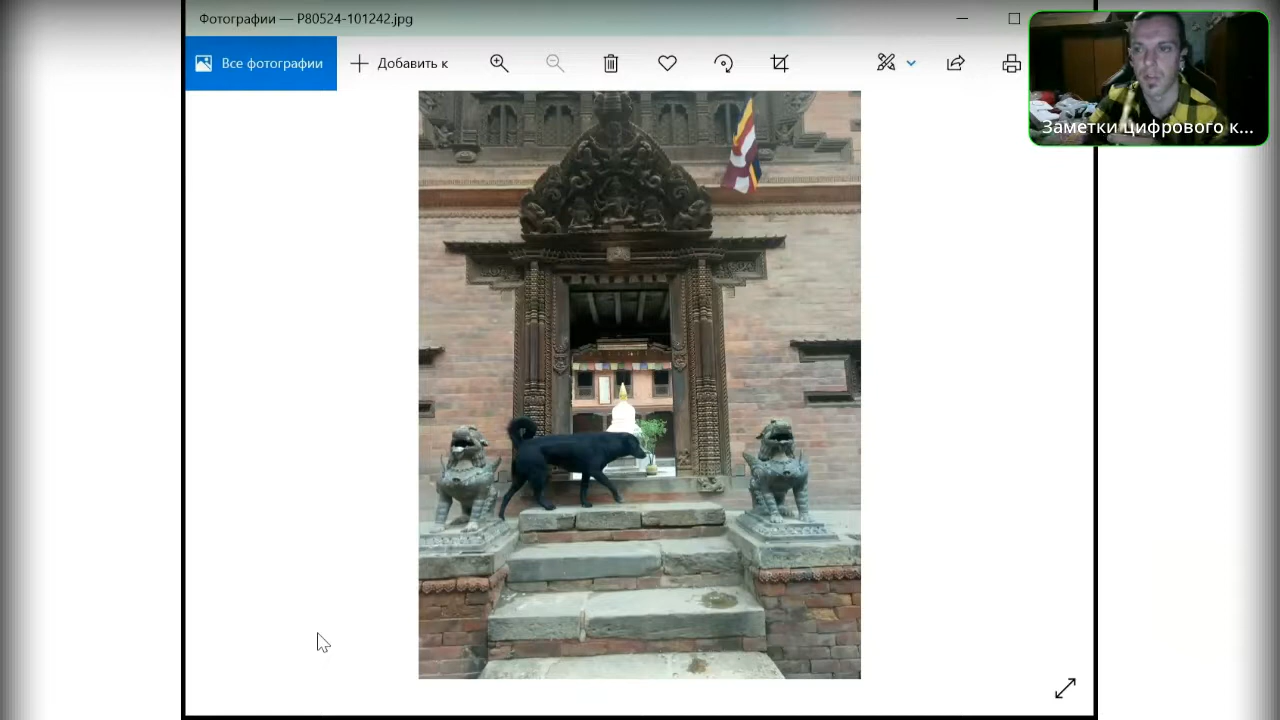 Фотографии — P80524-101242.jpg
Все фотографии
Добавить к
Заметки цифрового к...